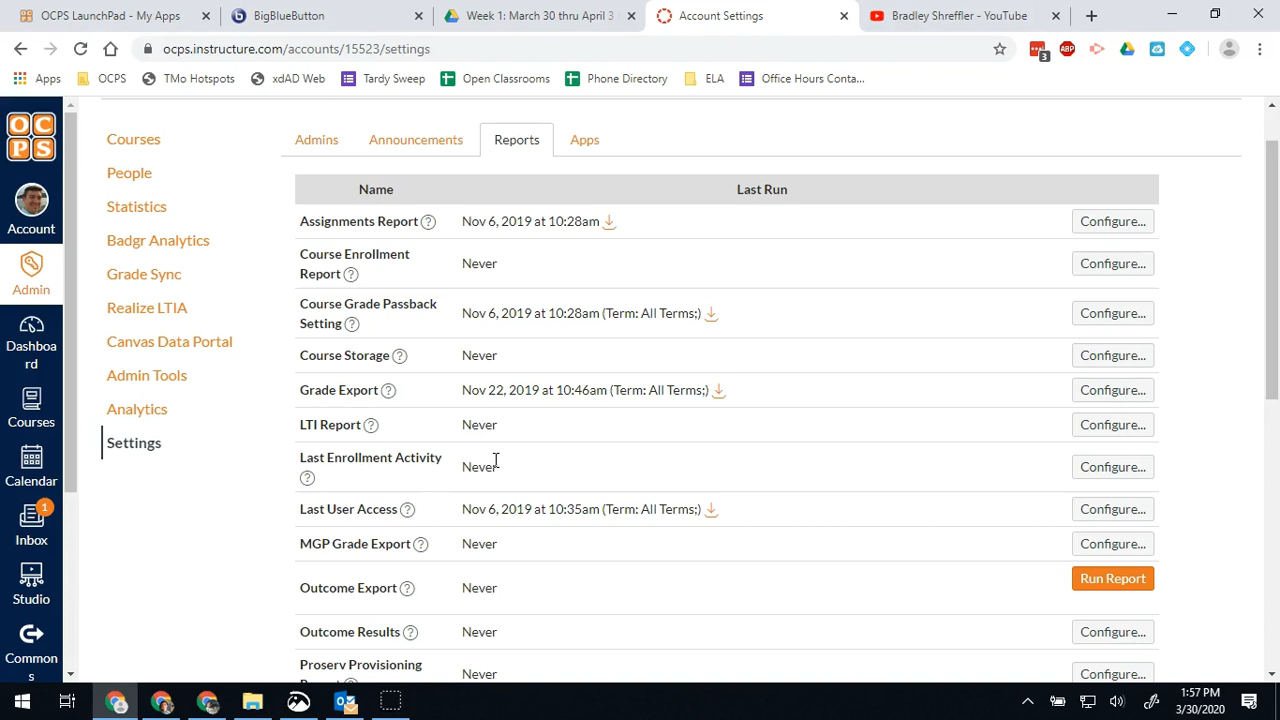 OCPS LaunchPad - My Apps
BigBlueButton
Week 1: March 30 thru April 3
Account Settings
Bradley Shreffler - YouTube
ocps.instructure.com/accounts/15523/settings
3
ABP
Apps
OCPS
TMo Hotspots
xdAD Web
Tardy Sweep
Open Classrooms
Phone Directory
ELA
Office Hours Conta...
OC
PS
Account
Admin
Dashboa
rd
Courses
Calendar
1
Inbox
Studio
Common
s
Courses
People
Statistics
Badgr Analytics
Grade Sync
Realize LTIA
Canvas Data Portal
Admin Tools
Analytics
Settings
Admins
Announcements
Reports
Apps
Name
Last Run
Assignments Report ?
Nov 6, 2019 at 10:28am
Configure...
Course Enrollment
Report ?
Never
Configure...
Course Grade Passback
Setting ?
Nov 6, 2019 at 10:28am (Term: All Terms;)
Configure...
Course Storage ?
Never
Configure...
Grade Export ?
Nov 22, 2019 at 10:46am (Term: All Terms;)
Configure...
LTI Report ?
Never
Configure...
Last Enrollment Activity
?
Never
Configure...
Last User Access ?
Nov 6, 2019 at 10:35am (Term: All Terms;)
Configure...
MGP Grade Export ?
Never
Configure...
Outcome Export ?
Never
Run Report
Outcome Results ?
Never
Configure...
Proserv Provisioning
Never
Configure...
1:57 PM
3/30/2020